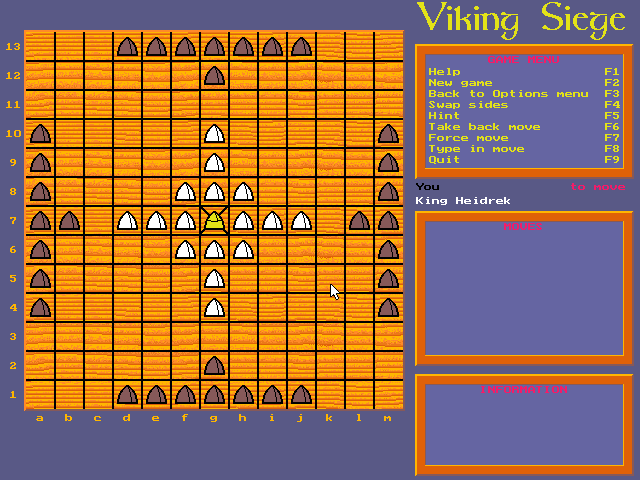 Viking Siege
GAME MENU
Help F1
New game F2
Back to Options menu F3
Swap sides F4
Hint F5
Take back move F6
Force move F7
Type in move F8
Quit F9
You to move
King Heidrek
MOVES
INFORMATION
13
12
11
10
9
8
7
6
5
4
3
2
1
a b c d e f g h i j k l m